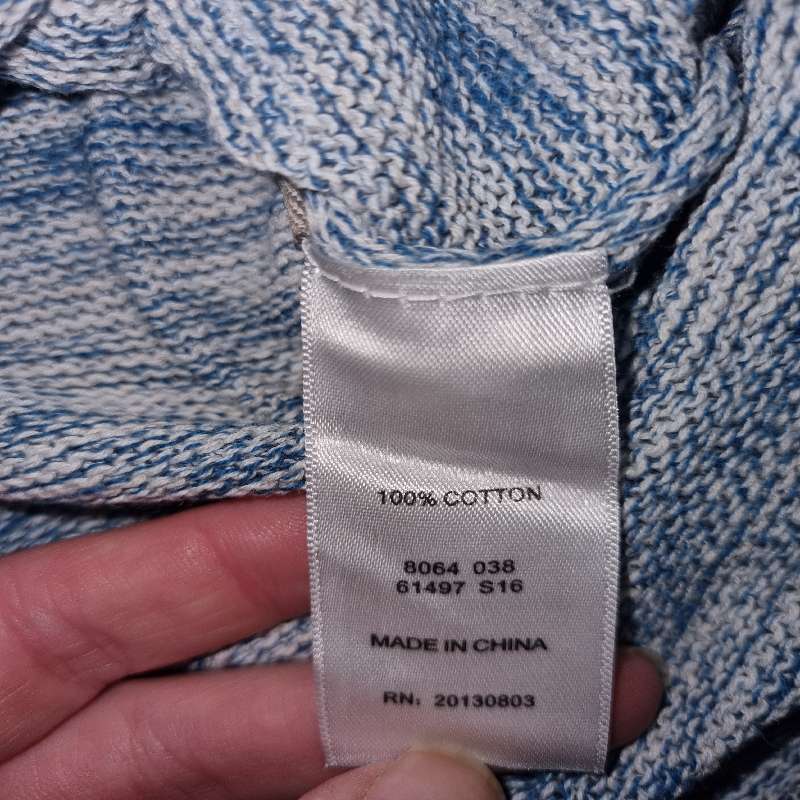 100% COTTON
8064 038
61497 S16
MADE IN CHINA
RN: 20130803